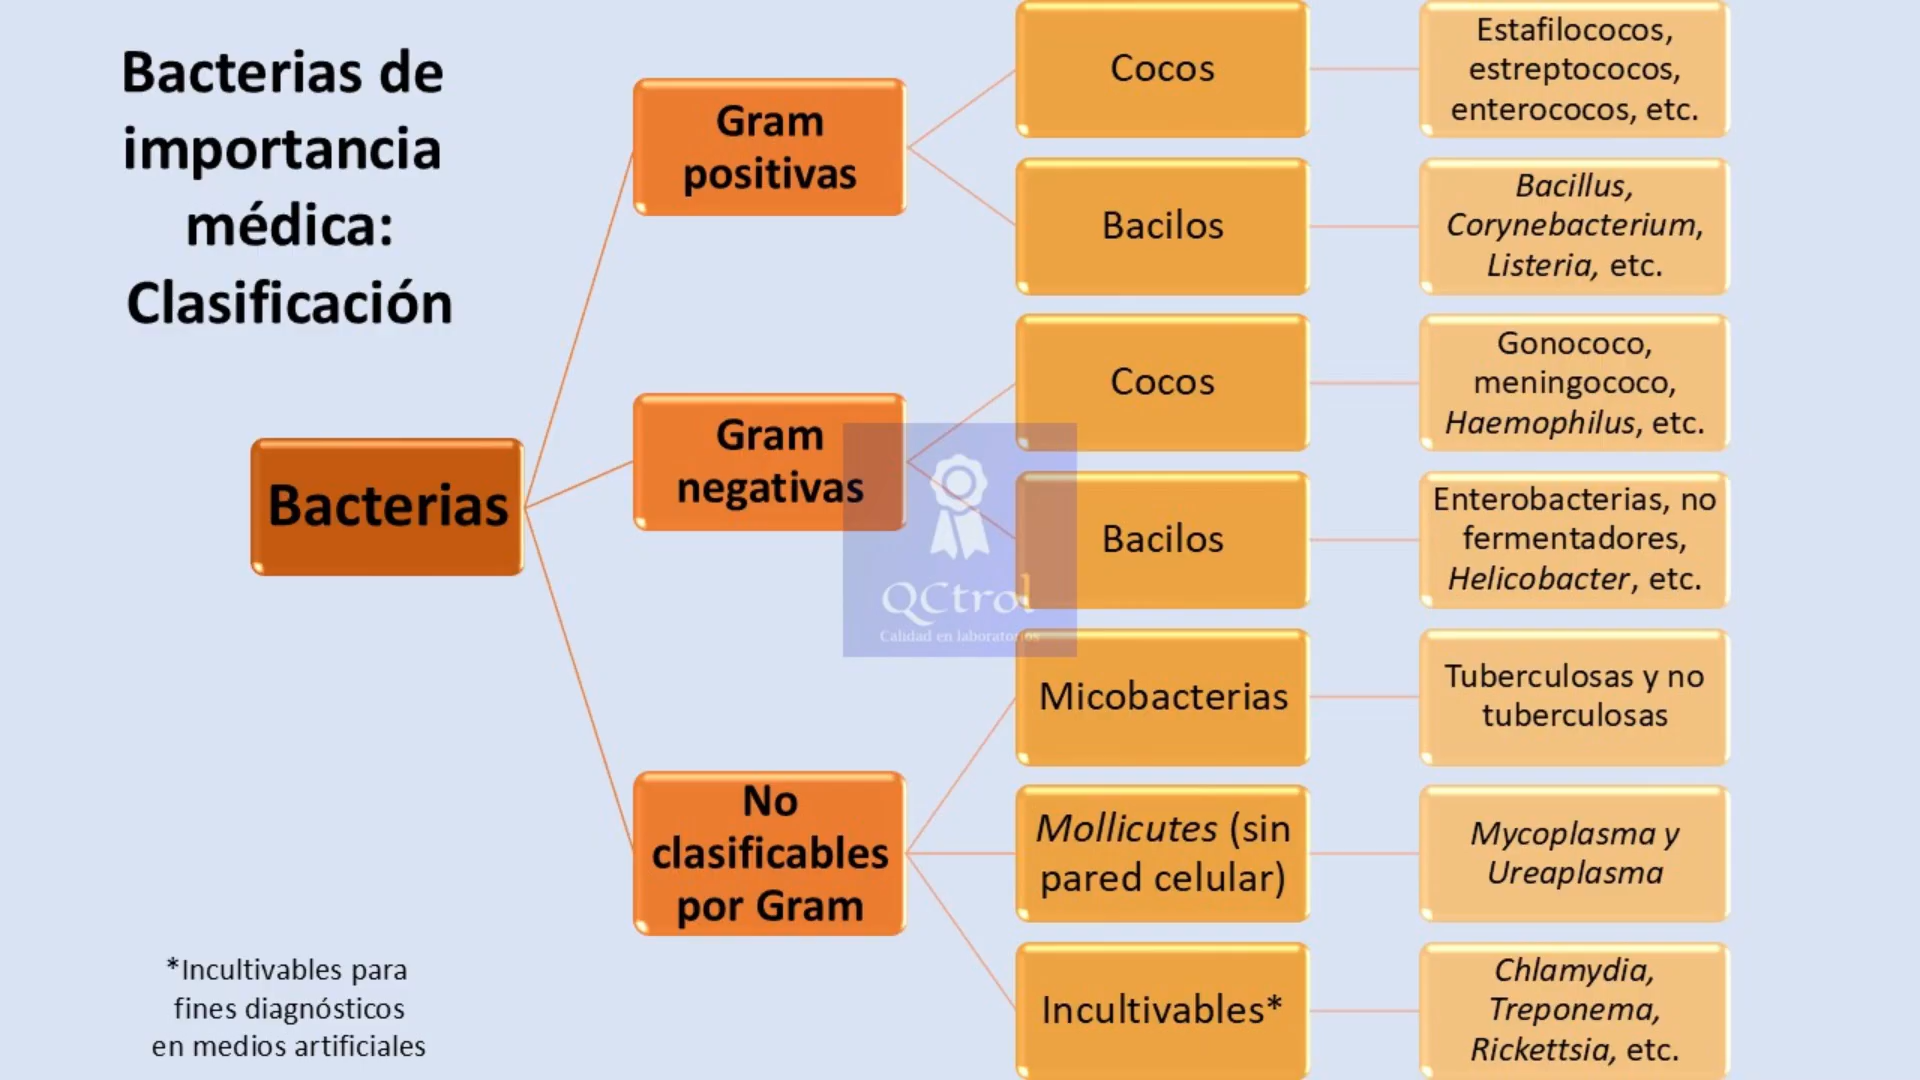 Bacterias de
importancia
médica:
Clasificación
Bacterias
Gram
positivas
Cocos
Estafilococos,
estreptococos,
enterococos, etc.
Bacilos
Bacillus,
Corynebacterium,
Listeria, etc.
Gram
negativas
Cocos
Gonococo,
meningococo,
Haemophilus, etc.
Bacilos
Enterobacterias, no
fermentadores,
Helicobacter, etc.
No
clasificables
por Gram
Micobacterias
Tuberculosas y no
tuberculosas
Mollicutes (sin
pared celular)
Mycoplasma y
Ureaplasma
Incultivables*
Chlamydia,
Treponema,
Rickettsia, etc.
*Incultivables para
fines diagnósticos
en medios artificiales
QCtrol
Calidad en laboratorios